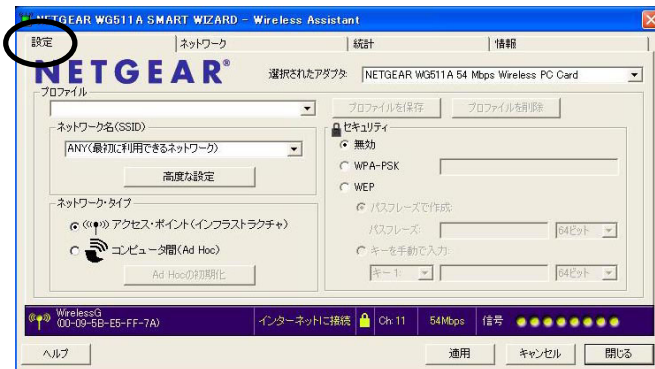 NETGEAR WG511A SMART WIZARD - Wireless Assistant
設定 ネットワーク 統計 情報
NETGEAR® 選択されたアダプタ: NETGEAR WG511A 54 Mbps Wireless PC Card
プロファイル
プロファイルを保存 プロファイルを削除
ネットワーク名(SSID)
ANY(最初に利用できるネットワーク)
高度な設定
ネットワーク・タイプ
アクセス・ポイント(インフラストラクチャ)
コンピュータ間(Ad Hoc)
Ad Hocの初期化
セキュリティ
無効
WPA-PSK
WEP
パスフレーズで作成:
パスフレーズ: 64ビット
キーを手動で入力:
キー 1: 64ビット
WirelessG
(00-09-5B-E5-FF-7A) インターネットに接続 Ch: 11 54Mbps 信号
ヘルプ 適用 キャンセル 閉じる